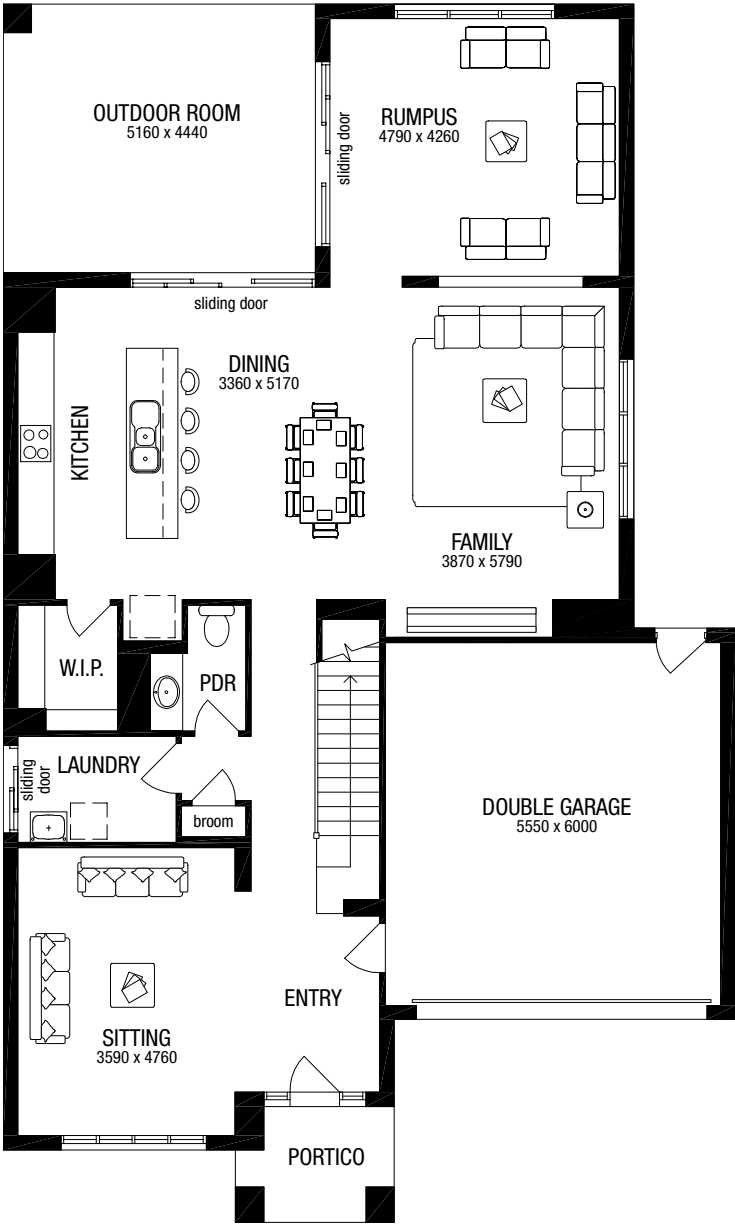 OUTDOOR ROOM
5160 x 4440
sliding door
RUMPUS
4790 x 4260
sliding door
DINING
3360 x 5170
KITCHEN
FAMILY
3870 x 5790
W.I.P.
PDR
LAUNDRY
sliding
door
broom
DOUBLE GARAGE
5550 x 6000
ENTRY
SITTING
3590 x 4760
PORTICO